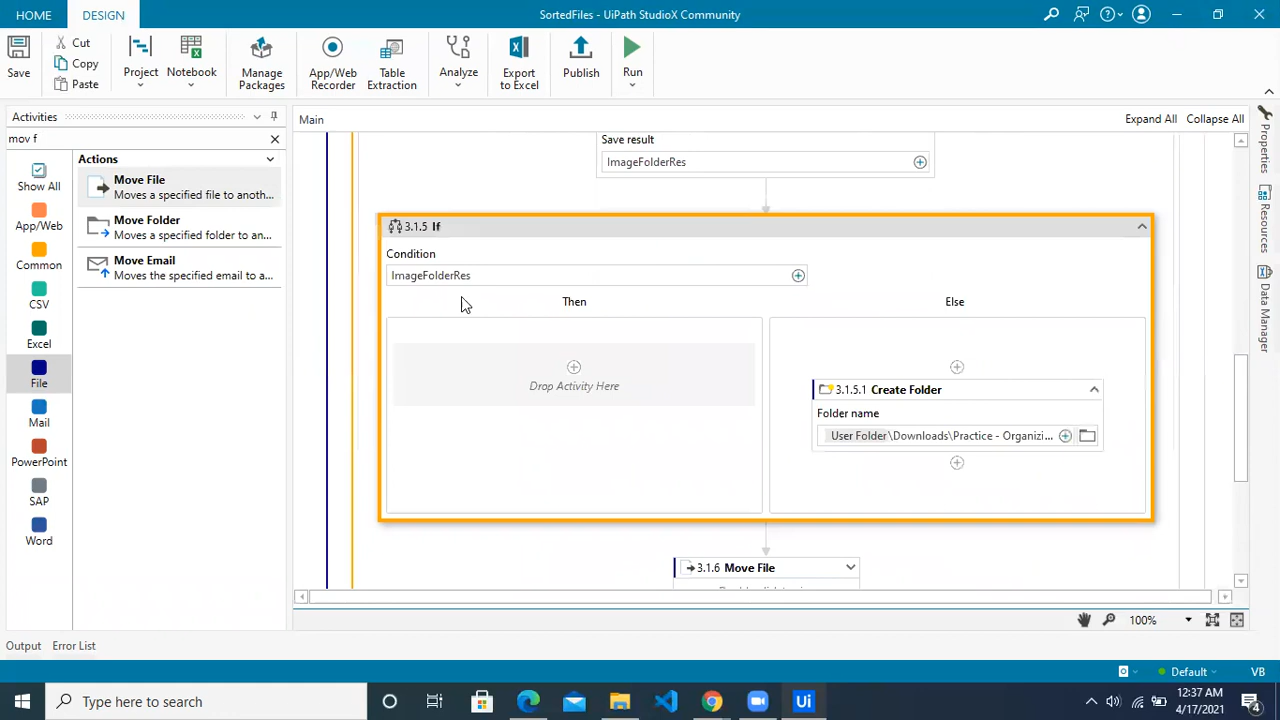 HOME
DESIGN
SortedFiles - UiPath StudioX Community
Save
Cut
Copy
Paste
Project
Notebook
Manage
Packages
App/Web
Recorder
Table
Extraction
Analyze
Export
to Excel
Publish
Run
Activities
mov f
Show All
App/Web
Common
CSV
Excel
File
Mail
PowerPoint
SAP
Word
Actions
Move File
Moves a specified file to anoth...
Move Folder
Moves a specified folder to an...
Move Email
Moves the specified email to a...
Main
Expand All
Collapse All
Save result
ImageFolderRes
3.1.5 If
Condition
ImageFolderRes
Then
Else
Drop Activity Here
3.1.5.1 Create Folder
Folder name
User Folder\Downloads\Practice - Organizi...
3.1.6 Move File
100%
Properties
Resources
Data Manager
Output
Error List
Default
VB
Type here to search
Ui
12:37 AM
4/17/2021
4